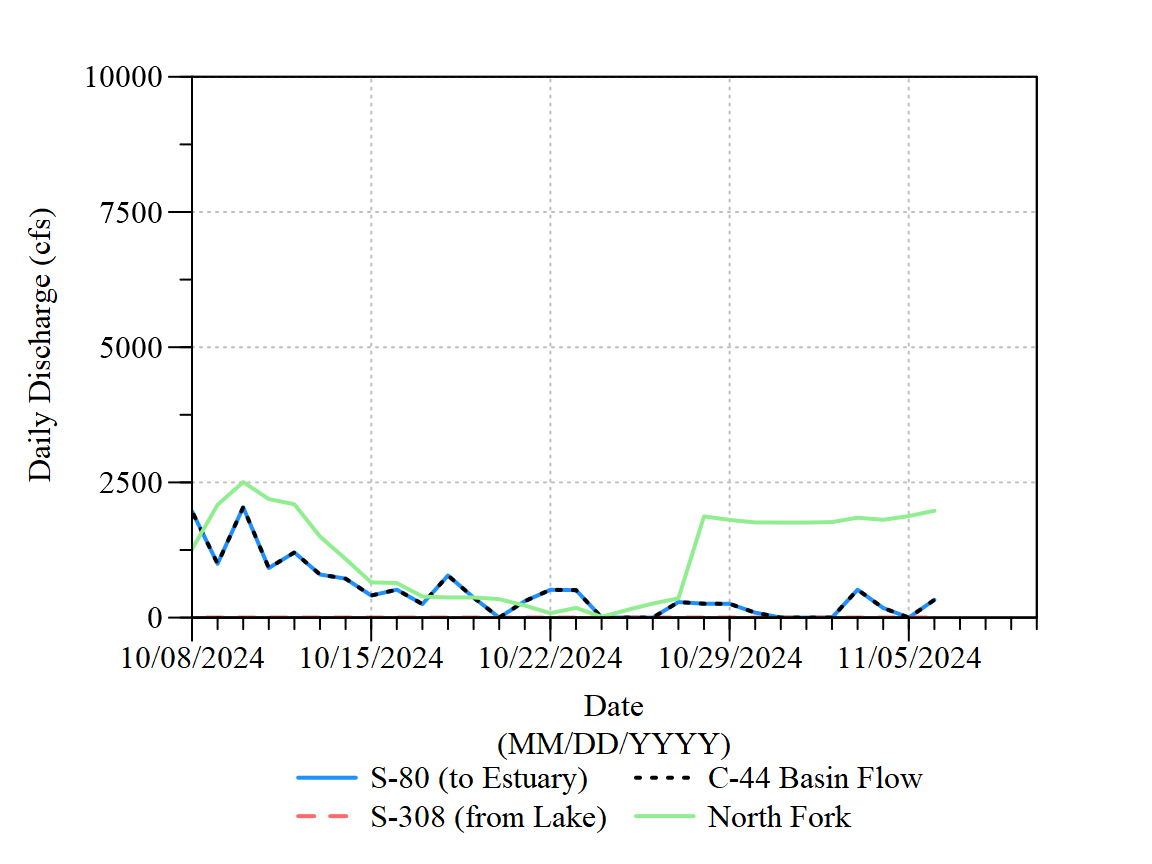 10000
7500
5000
2500
0
Daily Discharge (cfs)
10/08/2024 10/15/2024 10/22/2024 10/29/2024 11/05/2024
Date
(MM/DD/YYYY)
S-80 (to Estuary) C-44 Basin Flow
S-308 (from Lake) North Fork